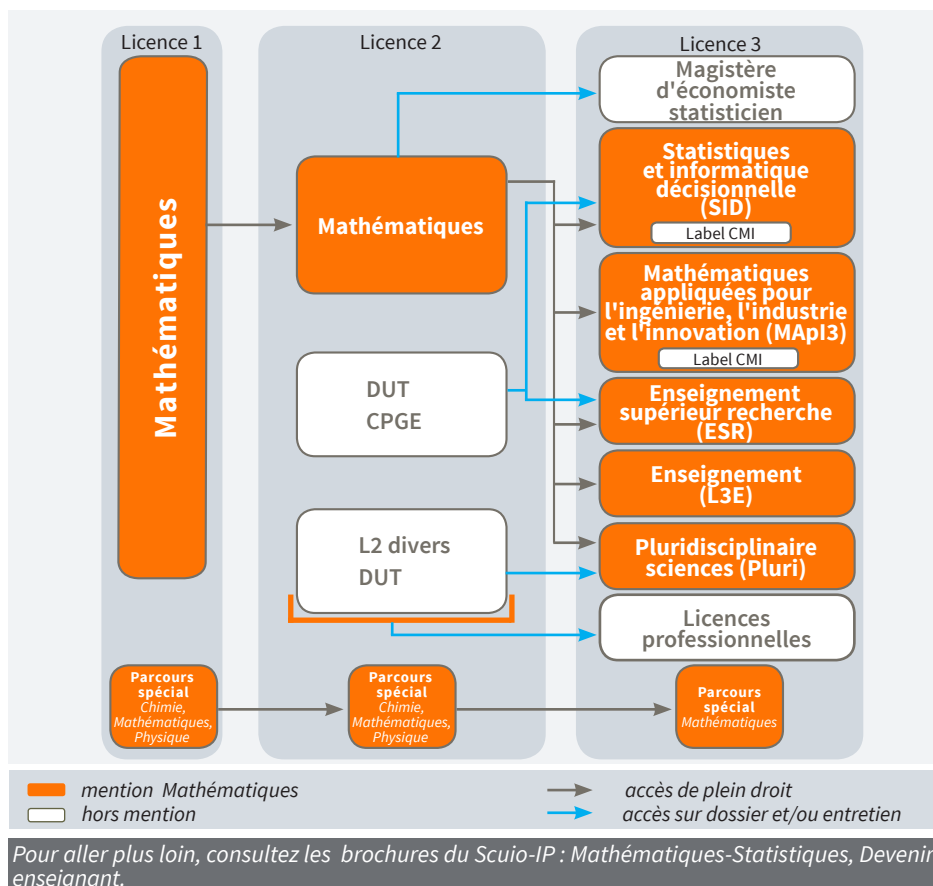 Licence 1
Licence 2
Licence 3
Mathématiques
Mathématiques
DUT
CPGE
L2 divers
DUT
Magistère
d'économiste
statisticien
Statistiques
et informatique
décisionnelle
(SID)
Label CMI
Mathématiques
appliquées pour
l'ingénierie, l'industrie
et l'innovation (MApI3)
Label CMI
Enseignement
supérieur recherche
(ESR)
Enseignement
(L3E)
Pluridisciplinaire
sciences (Pluri)
Licences
professionnelles
Parcours
spécial
Chimie,
Mathématiques,
Physique
Parcours
spécial
Chimie,
Mathématiques,
Physique
Parcours
spécial
Mathématiques
mention Mathématiques
hors mention
accès de plein droit
accès sur dossier et/ou entretien
Pour aller plus loin, consultez les brochures du Scuio-IP : Mathématiques-Statistiques, Devenir
enseignant.